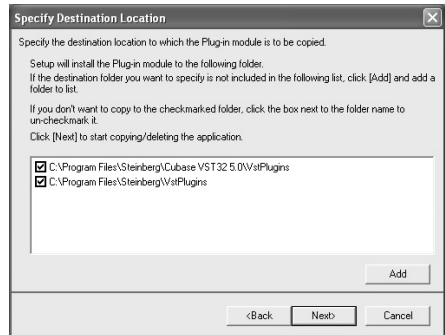 Specify Destination Location
Specify the destination location to which the Plug-in module is to be copied.
Setup will install the Plug-in module to the following folder.
If the destination folder you want to specify is not included in the following list, click [Add] and add a
folder to list.
If you don't want to copy to the checkmarked folder, click the box next to the folder name to
un-checkmark it.
Click [Next] to start copying/deleting the application.
C:\Program Files\Steinberg\Cubase VST32 5.0\VstPlugins
C:\Program Files\Steinberg\VstPlugins
Add
<Back
Next>
Cancel